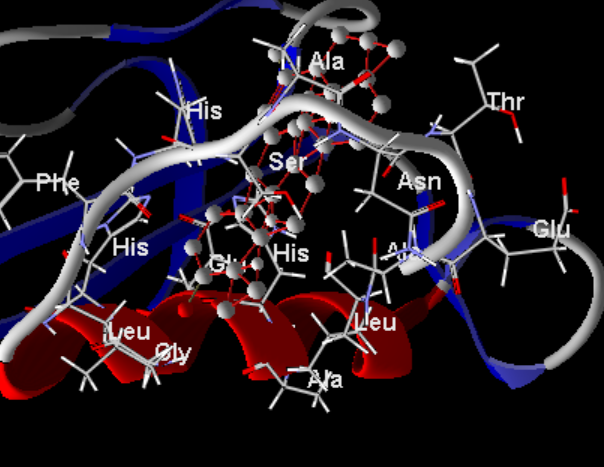 Ala
Thr
His
Ser
Phe
Asn
Glu
His
His
Leu
Leu
Gly
Ala